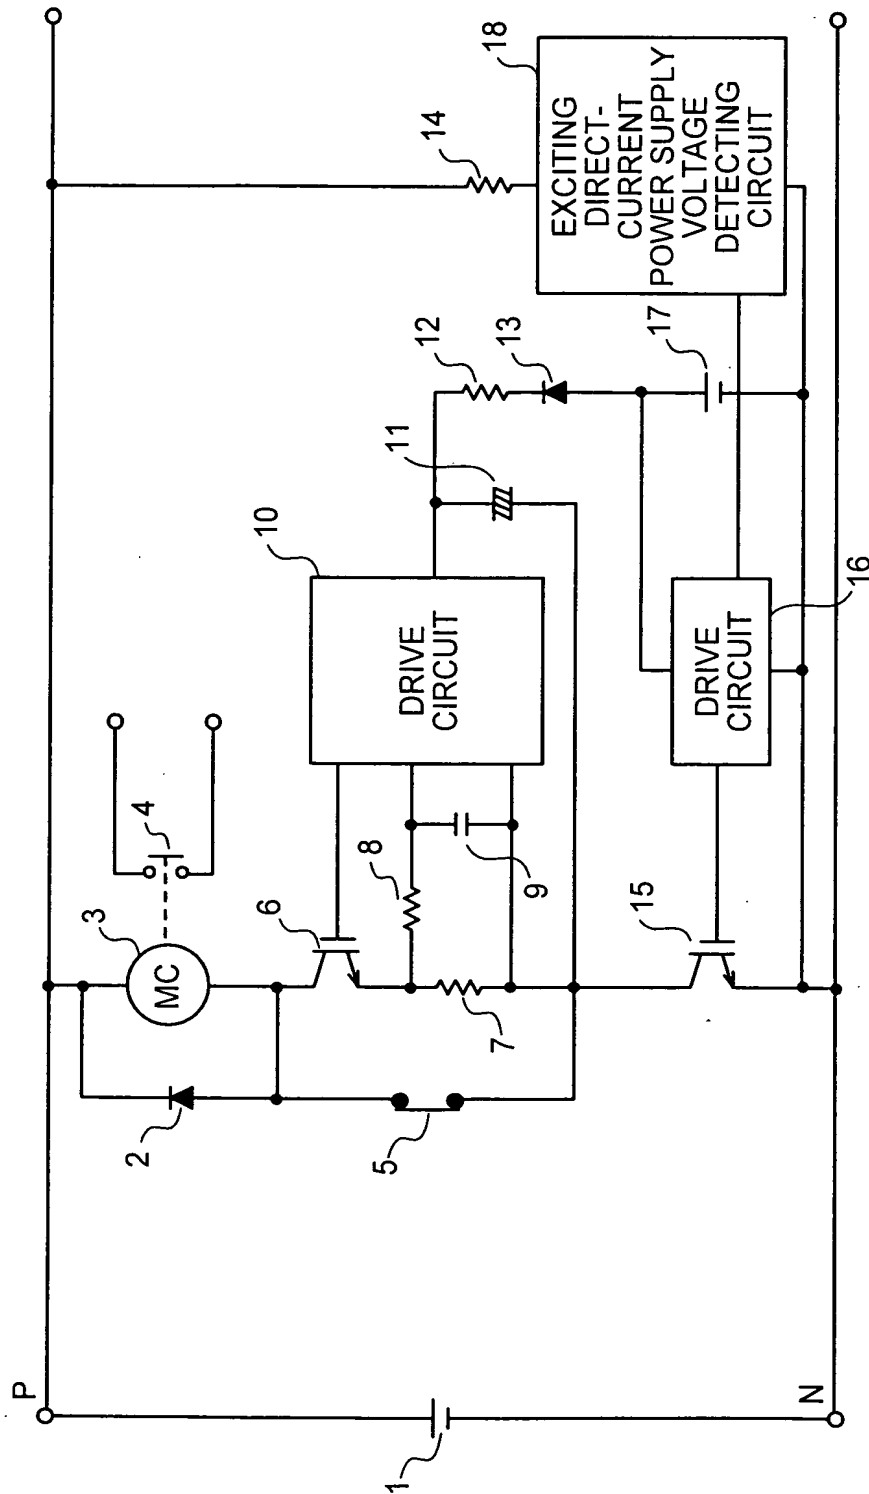 P
N
1
2
3
MC
4
5
6
7
8
9
10
DRIVE
CIRCUIT
11
12
13
14
15
DRIVE
CIRCUIT
16
17
18
EXCITING
DIRECT-
CURRENT
POWER SUPPLY
VOLTAGE
DETECTING
CIRCUIT